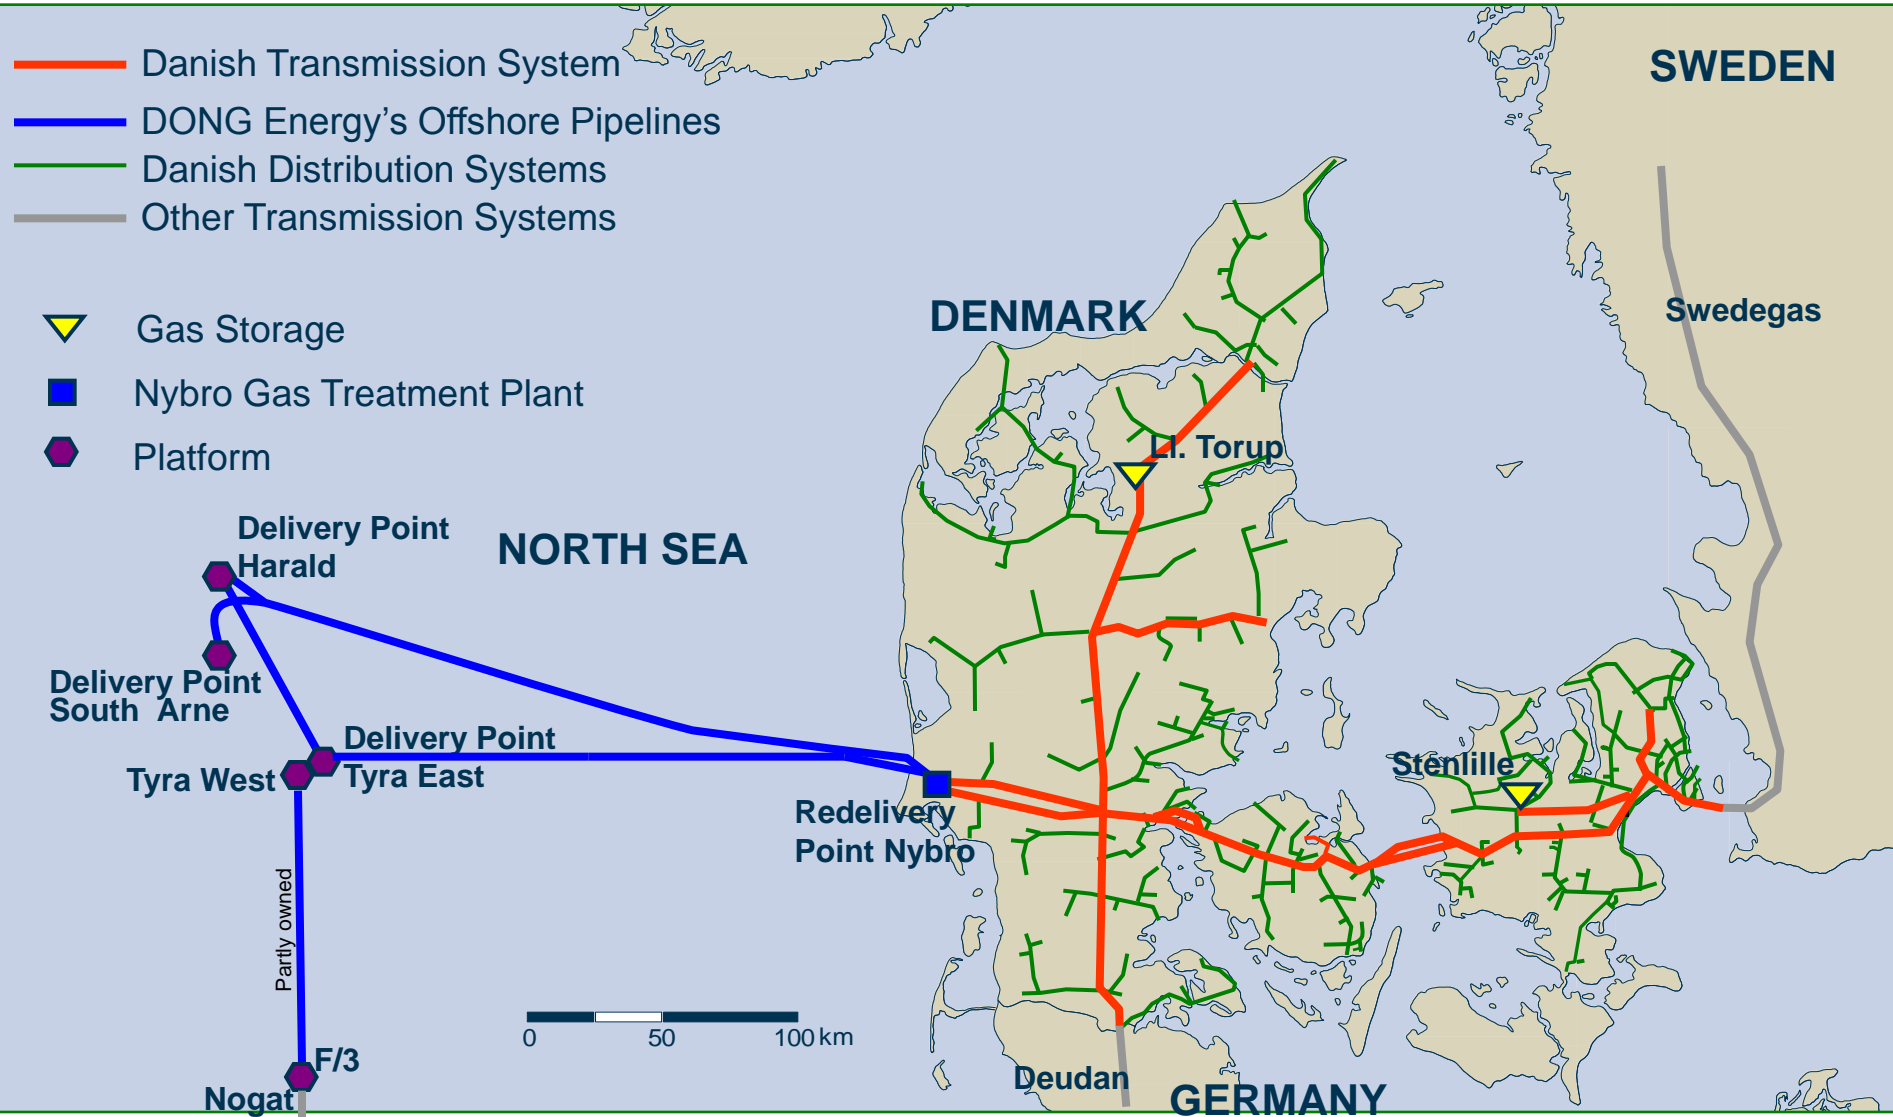 Danish Transmission System
DONG Energy’s Offshore Pipelines
Danish Distribution Systems
Other Transmission Systems
Gas Storage
Nybro Gas Treatment Plant
Platform
SWEDEN
Swedegas
DENMARK
Ll. Torup
NORTH SEA
Delivery Point
Harald
Delivery Point
South Arne
Delivery Point
Tyra East
Tyra West
Redelivery
Point Nybro
Stenlille
Partly owned
0 50 100 km
F/3
Nogat
Deudan
GERMANY